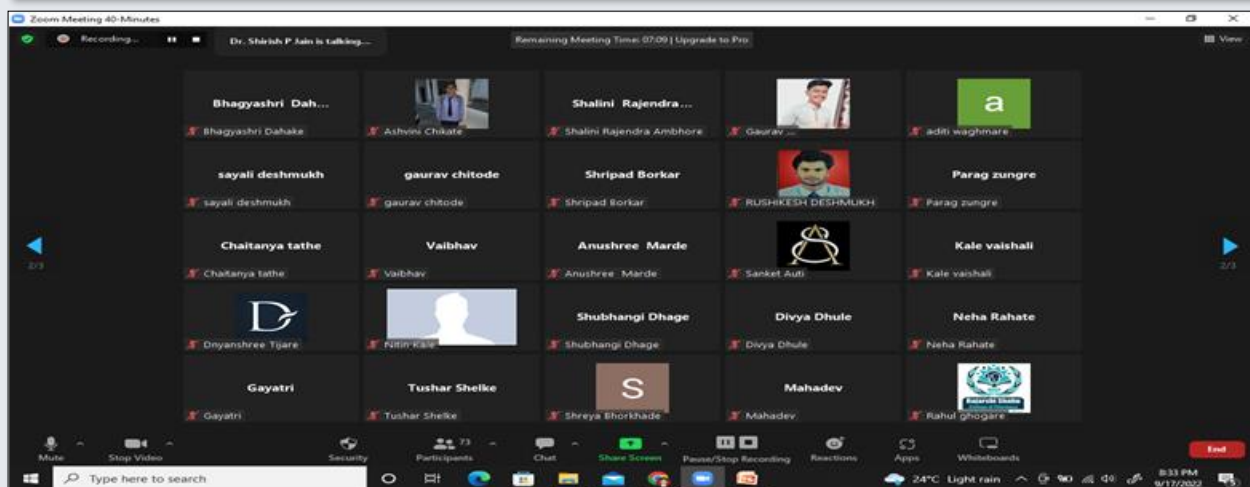 Zoom Meeting 40-Minutes
Recording...
Dr. Shirish P Jain is talking...
Remaining Meeting Time: 07:09 | Upgrade to Pro
View
Bhagyashri Dah...
Shalini Rajendra...
a
Bhagyashri Dahake
Ashvini Chikate
Shalini Rajendra Ambhore
Gaurav ...
aditi waghmare
sayali deshmukh
gaurav chitode
Shripad Borkar
Parag zungre
sayali deshmukh
gaurav chitode
Shripad Borkar
RUSHIKESH DESHMUKH
Parag zungre
Chaitanya tathe
Vaibhav
Anushree Marde
Kale vaishali
2/3
2/3
Chaitanya tathe
Vaibhav
Anushree Marde
Sanket Auti
Kale vaishali
D
Shubhangi Dhage
Divya Dhule
Neha Rahate
Dnyanshree Tijare
Nitin Kale
Shubhangi Dhage
Divya Dhule
Neha Rahate
Gayatri
Tushar Shelke
S
Mahadev
Gayatri
Tushar Shelke
Shreya Bhorkhade
Mahadev
Rahul ghogare
73
Mute
Stop Video
Security
Participants
Chat
Share Screen
Pause/Stop Recording
Reactions
Apps
Whiteboards
End
Type here to search
24°C Light rain
8:33 PM
9/17/2022